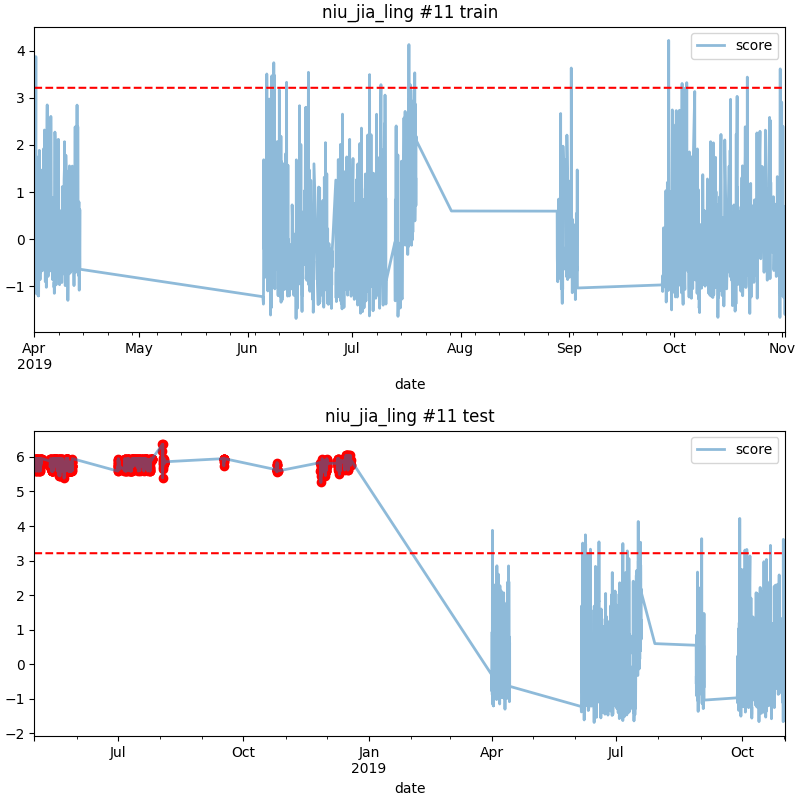 niu_jia_ling #11 train
score
4
3
2
1
0
−1
Apr May Jun Jul Aug Sep Oct Nov
2019
date
niu_jia_ling #11 test
score
6
5
4
3
2
1
0
−1
−2
Jul Oct Jan Apr Jul Oct
2019
date